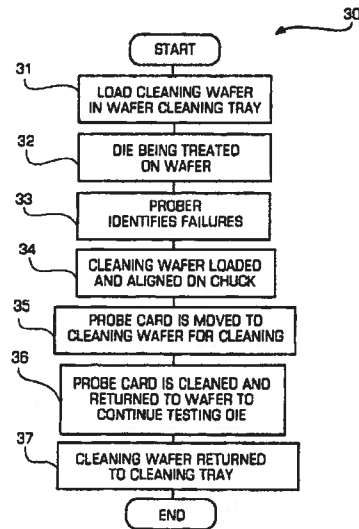 30
START
31
LOAD CLEANING WAFER
IN WAFER CLEANING TRAY
32
DIE BEING TREATED
ON WAFER
33
PROBER
IDENTIFIES FAILURES
34
CLEANING WAFER LOADED
AND ALIGNED ON CHUCK
35
PROBE CARD IS MOVED TO
CLEANING WAFER FOR CLEANING
36
PROBE CARD IS CLEANED AND
RETURNED TO WAFER TO
CONTINUE TESTING DIE
37
CLEANING WAFER RETURNED
TO CLEANING TRAY
END